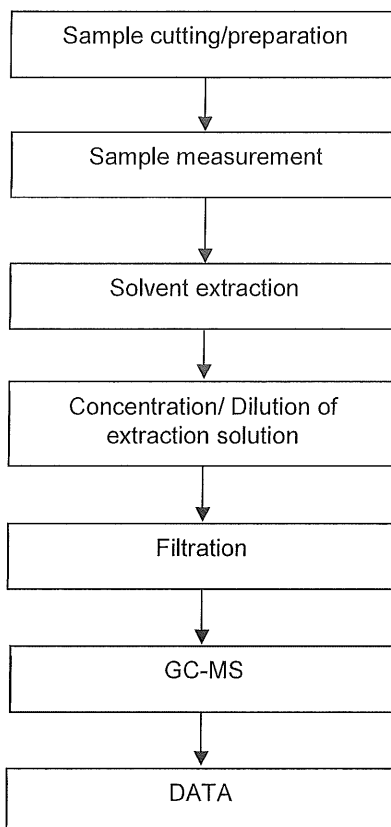 Sample cutting/preparation
Sample measurement
Solvent extraction
Concentration/ Dilution of
extraction solution
Filtration
GC-MS
DATA